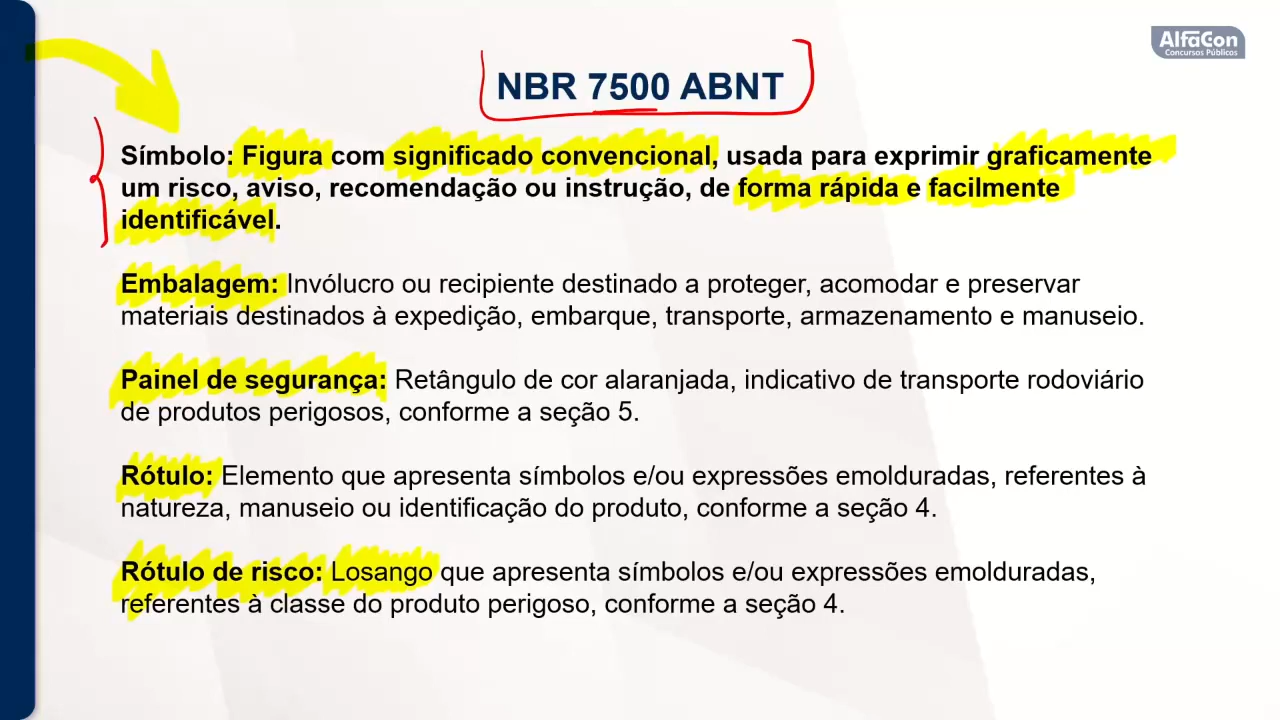 AlfaCon
Concursos Públicos
NBR 7500 ABNT
Símbolo: Figura com significado convencional, usada para exprimir graficamente
um risco, aviso, recomendação ou instrução, de forma rápida e facilmente
identificável.
Embalagem: Invólucro ou recipiente destinado a proteger, acomodar e preservar
materiais destinados à expedição, embarque, transporte, armazenamento e manuseio.
Painel de segurança: Retângulo de cor alaranjada, indicativo de transporte rodoviário
de produtos perigosos, conforme a seção 5.
Rótulo: Elemento que apresenta símbolos e/ou expressões emolduradas, referentes à
natureza, manuseio ou identificação do produto, conforme a seção 4.
Rótulo de risco: Losango que apresenta símbolos e/ou expressões emolduradas,
referentes à classe do produto perigoso, conforme a seção 4.